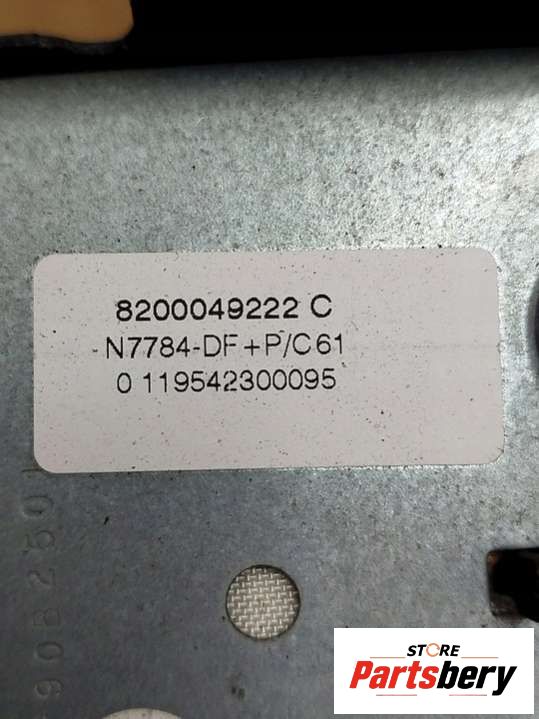 8200049222 C
N7784-DF+P/C61
0 119542300095
STORE
Partsbery